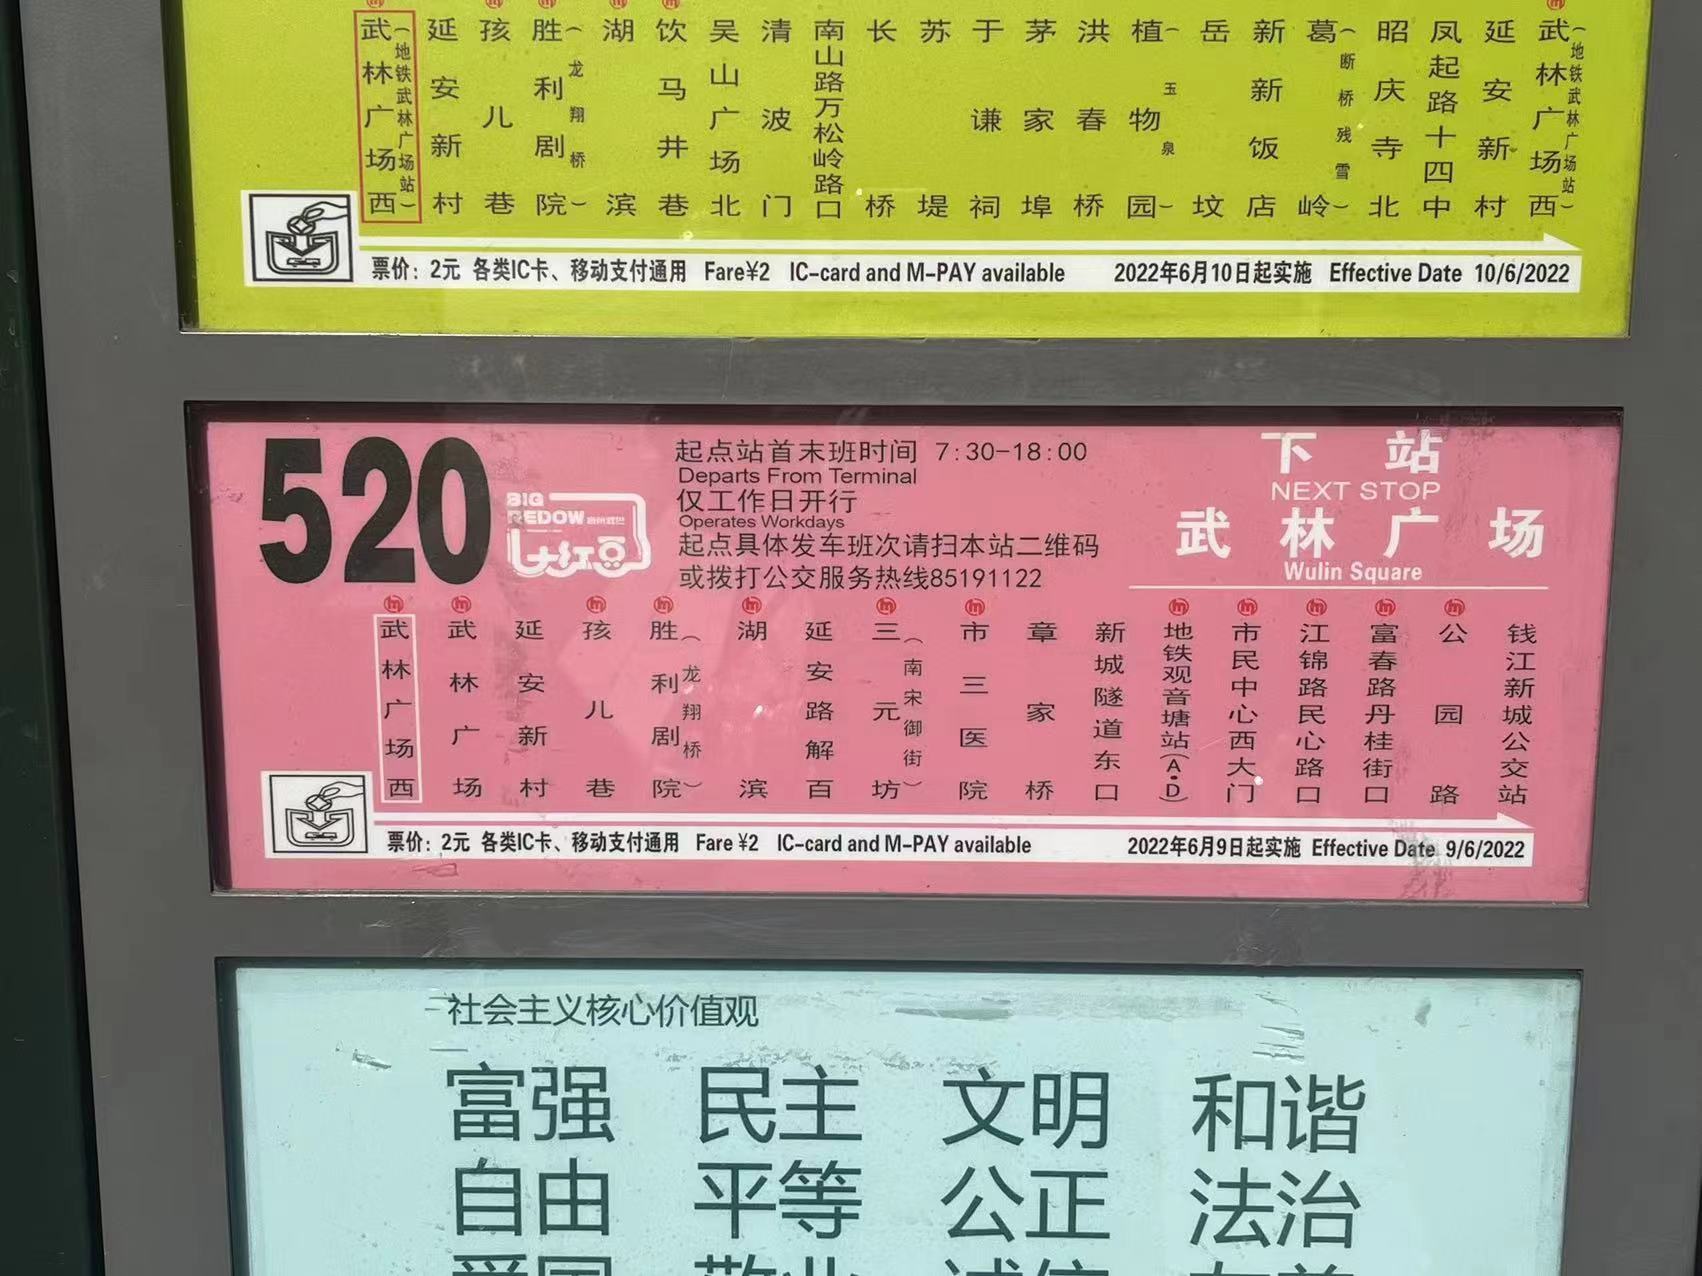 武林广场西(地铁武林广场站)
延安新村
孩儿巷
胜利剧院(龙翔桥)
湖滨
饮马井巷
吴山广场北
清波门
南山路万松岭路口
长桥
苏堤
于谦祠
茅家埠
洪春桥
植物园(玉泉)
岳坟
新新饭店
葛岭(断桥残雪)
昭庆寺北
凤起路十四中
延安新村
武林广场西(地铁武林广场站)
票价：2元 各类IC卡、移动支付通用 Fare¥2 IC-card and M-PAY available 2022年6月10日起实施 Effective Date 10/6/2022
520
BIG
REDOW
大红豆
起点站首末班时间 7:30-18:00
Departs From Terminal
仅工作日开行
Operates Workdays
起点具体发车班次请扫本站二维码
或拨打公交服务热线85191122
下站
NEXT STOP
武林广场
Wulin Square
武林广场西
武林广场
延安新村
孩儿巷
胜利剧院(龙翔桥)
湖滨
延安路解百
三元坊(南宋御街)
市三医院
章家桥
新城隧道东口
地铁观音塘站(A·D)
市民中心西大门
江锦路民心路口
富春路丹桂街口
公园路
钱江新城公交站
票价：2元 各类IC卡、移动支付通用 Fare ¥2 IC-card and M-PAY available 2022年6月9日起实施 Effective Date 9/6/2022
社会主义核心价值观
富强 民主 文明 和谐
自由 平等 公正 法治